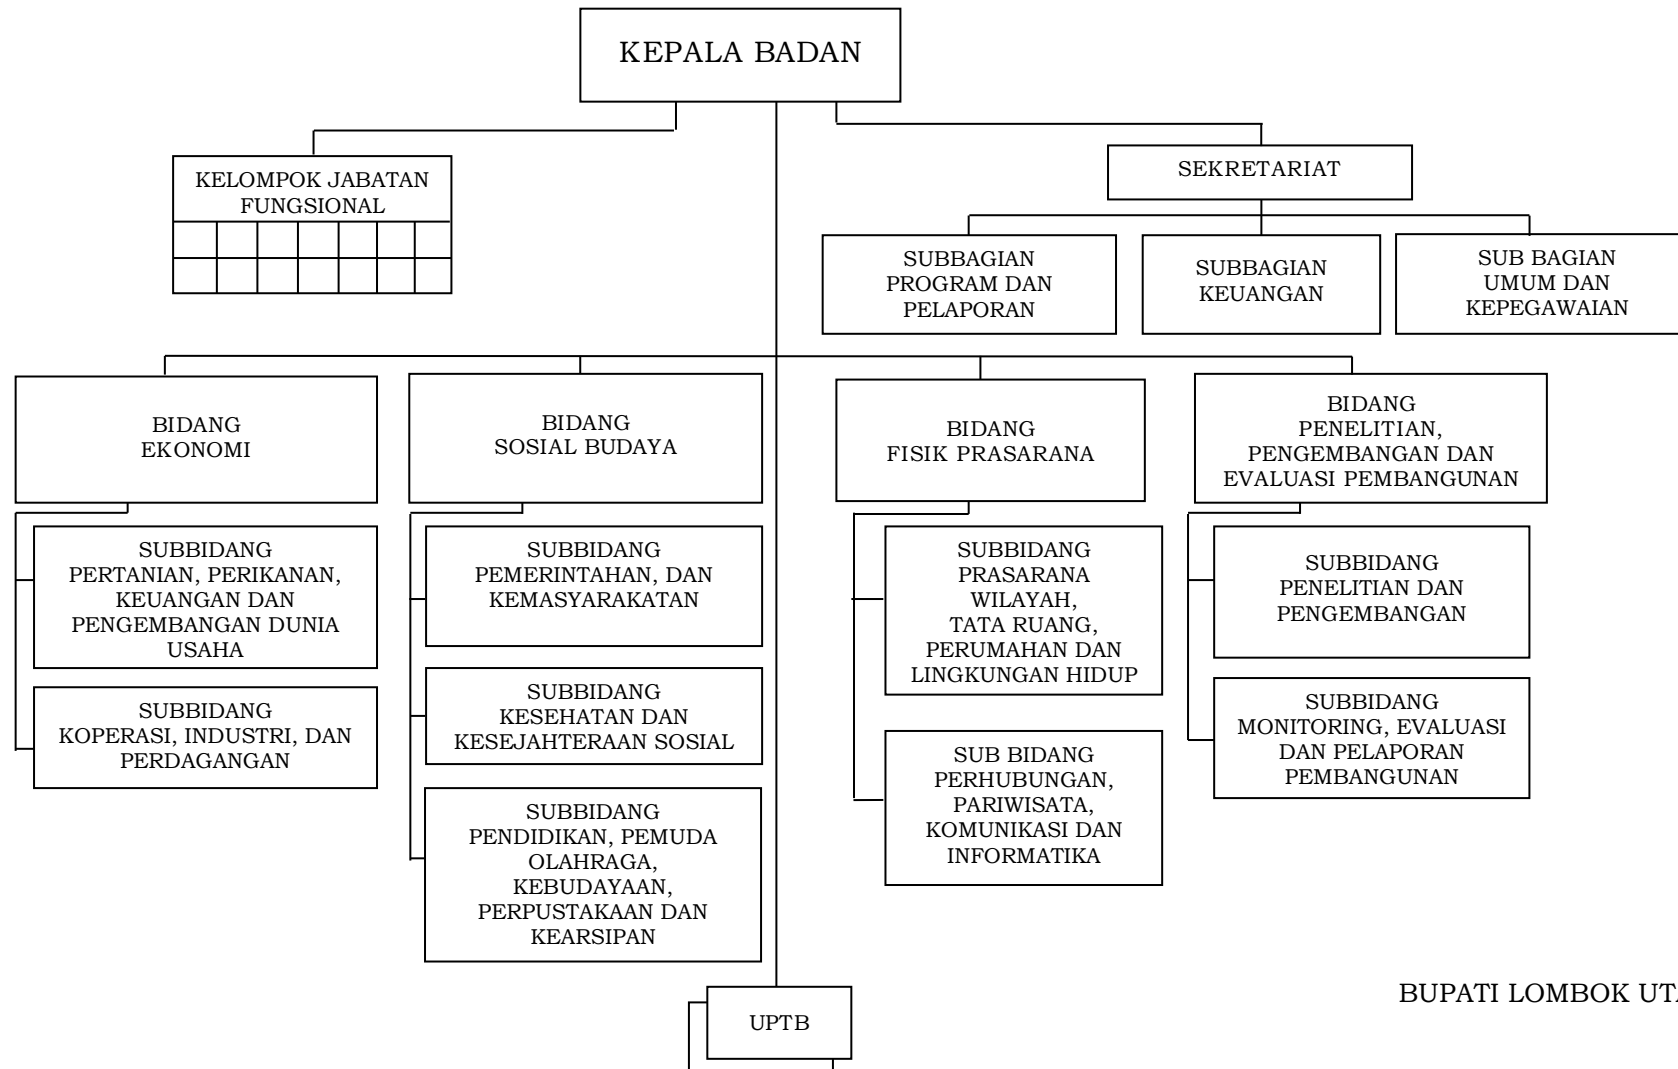 KEPALA BADAN
KELOMPOK JABATAN
FUNGSIONAL
SEKRETARIAT
SUBBAGIAN
PROGRAM DAN
PELAPORAN
SUBBAGIAN
KEUANGAN
SUB BAGIAN
UMUM DAN
KEPEGAWAIAN
BIDANG
EKONOMI
BIDANG
SOSIAL BUDAYA
BIDANG
FISIK PRASARANA
BIDANG
PENELITIAN,
PENGEMBANGAN DAN
EVALUASI PEMBANGUNAN
SUBBIDANG
PERTANIAN, PERIKANAN,
KEUANGAN DAN
PENGEMBANGAN DUNIA
USAHA
SUBBIDANG
KOPERASI, INDUSTRI, DAN
PERDAGANGAN
SUBBIDANG
PEMERINTAHAN, DAN
KEMASYARAKATAN
SUBBIDANG
KESEHATAN DAN
KESEJAHTERAAN SOSIAL
SUBBIDANG
PENDIDIKAN, PEMUDA
OLAHRAGA,
KEBUDAYAAN,
PERPUSTAKAAN DAN
KEARSIPAN
SUBBIDANG
PRASARANA
WILAYAH,
TATA RUANG,
PERUMAHAN DAN
LINGKUNGAN HIDUP
SUB BIDANG
PERHUBUNGAN,
PARIWISATA,
KOMUNIKASI DAN
INFORMATIKA
SUBBIDANG
PENELITIAN DAN
PENGEMBANGAN
SUBBIDANG
MONITORING, EVALUASI
DAN PELAPORAN
PEMBANGUNAN
UPTB
BUPATI LOMBOK